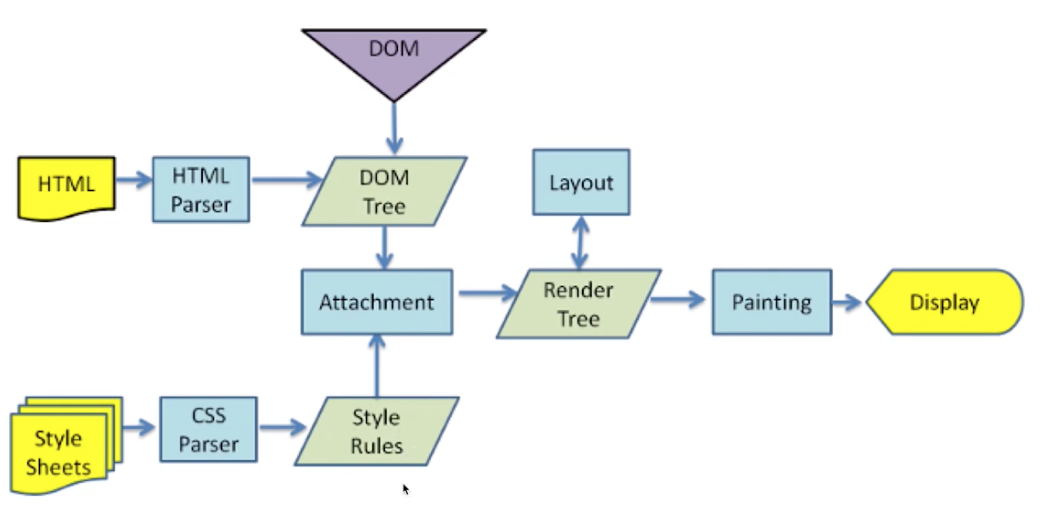 DOM
HTML
HTML
Parser
DOM
Tree
Layout
Attachment
Render
Tree
Painting
Display
Style
Sheets
CSS
Parser
Style
Rules